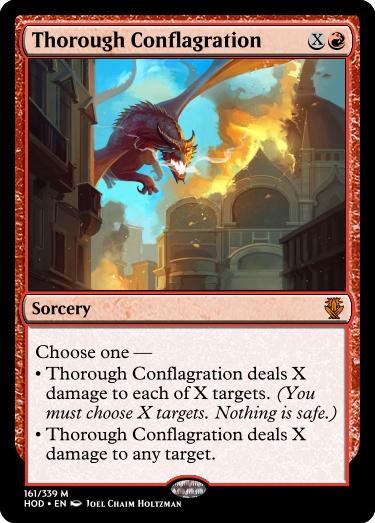 Thorough Conflagration X
Sorcery
Choose one —
• Thorough Conflagration deals X
damage to each of X targets. (You
must choose X targets. Nothing is safe.)
• Thorough Conflagration deals X
damage to any target.
161/339 M
HOD • EN Joel Chaim Holtzman